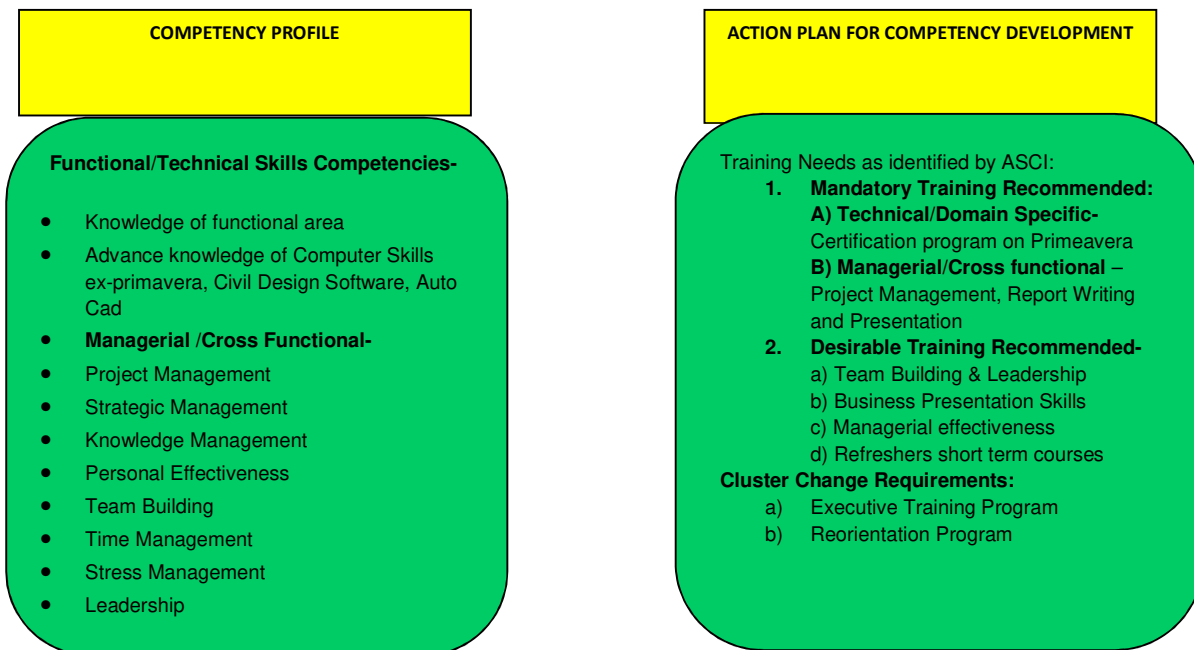 COMPETENCY PROFILE
Functional/Technical Skills Competencies-
● Knowledge of functional area
● Advance knowledge of Computer Skills
ex-primavera, Civil Design Software, Auto
Cad
● Managerial /Cross Functional-
● Project Management
● Strategic Management
● Knowledge Management
● Personal Effectiveness
● Team Building
● Time Management
● Stress Management
● Leadership
ACTION PLAN FOR COMPETENCY DEVELOPMENT
Training Needs as identified by ASCI:
1. Mandatory Training Recommended:
A) Technical/Domain Specific-
Certification program on Primeavera
B) Managerial/Cross functional –
Project Management, Report Writing
and Presentation
2. Desirable Training Recommended-
a) Team Building & Leadership
b) Business Presentation Skills
c) Managerial effectiveness
d) Refreshers short term courses
Cluster Change Requirements:
a) Executive Training Program
b) Reorientation Program